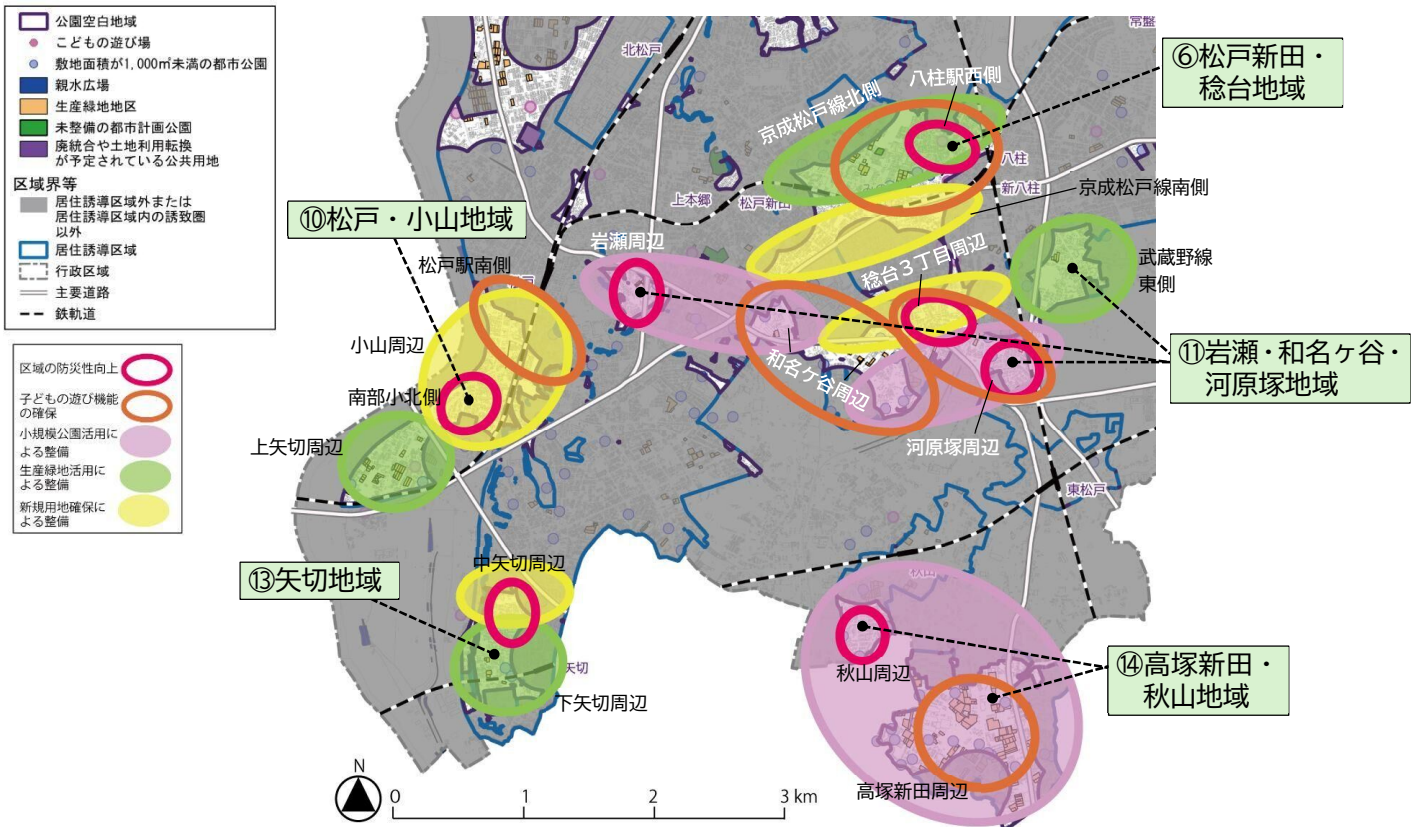 公園空白地域
こどもの遊び場
敷地面積が1,000㎡未満の都市公園
親水広場
生産緑地地区
未整備の都市計画公園
廃統合や土地利用転換
が予定されている公共用地
区域界等
居住誘導区域外または
居住誘導区域内の誘致圏
以外
居住誘導区域
行政区域
主要道路
鉄軌道
区域の防災性向上
子どもの遊び機能
の確保
小規模公園活用に
よる整備
生産緑地活用に
よる整備
新規用地確保に
よる整備
北松戸
常盤
⑥松戸新田・
稔台地域
八柱駅西側
京成松戸線北側
八柱
新八柱
京成松戸線南側
上本郷
松戸新田
⑩松戸・小山地域
岩瀬周辺
松戸駅南側
稔台3丁目周辺
武蔵野線
東側
小山周辺
和名ケ谷周辺
⑪岩瀬・和名ヶ谷・
河原塚地域
南部小北側
上矢切周辺
河原塚周辺
東松戸
中矢切周辺
⑬矢切地域
秋山
矢切
下矢切周辺
秋山周辺
⑭高塚新田・
秋山地域
高塚新田周辺
N
0 1 2 3 km